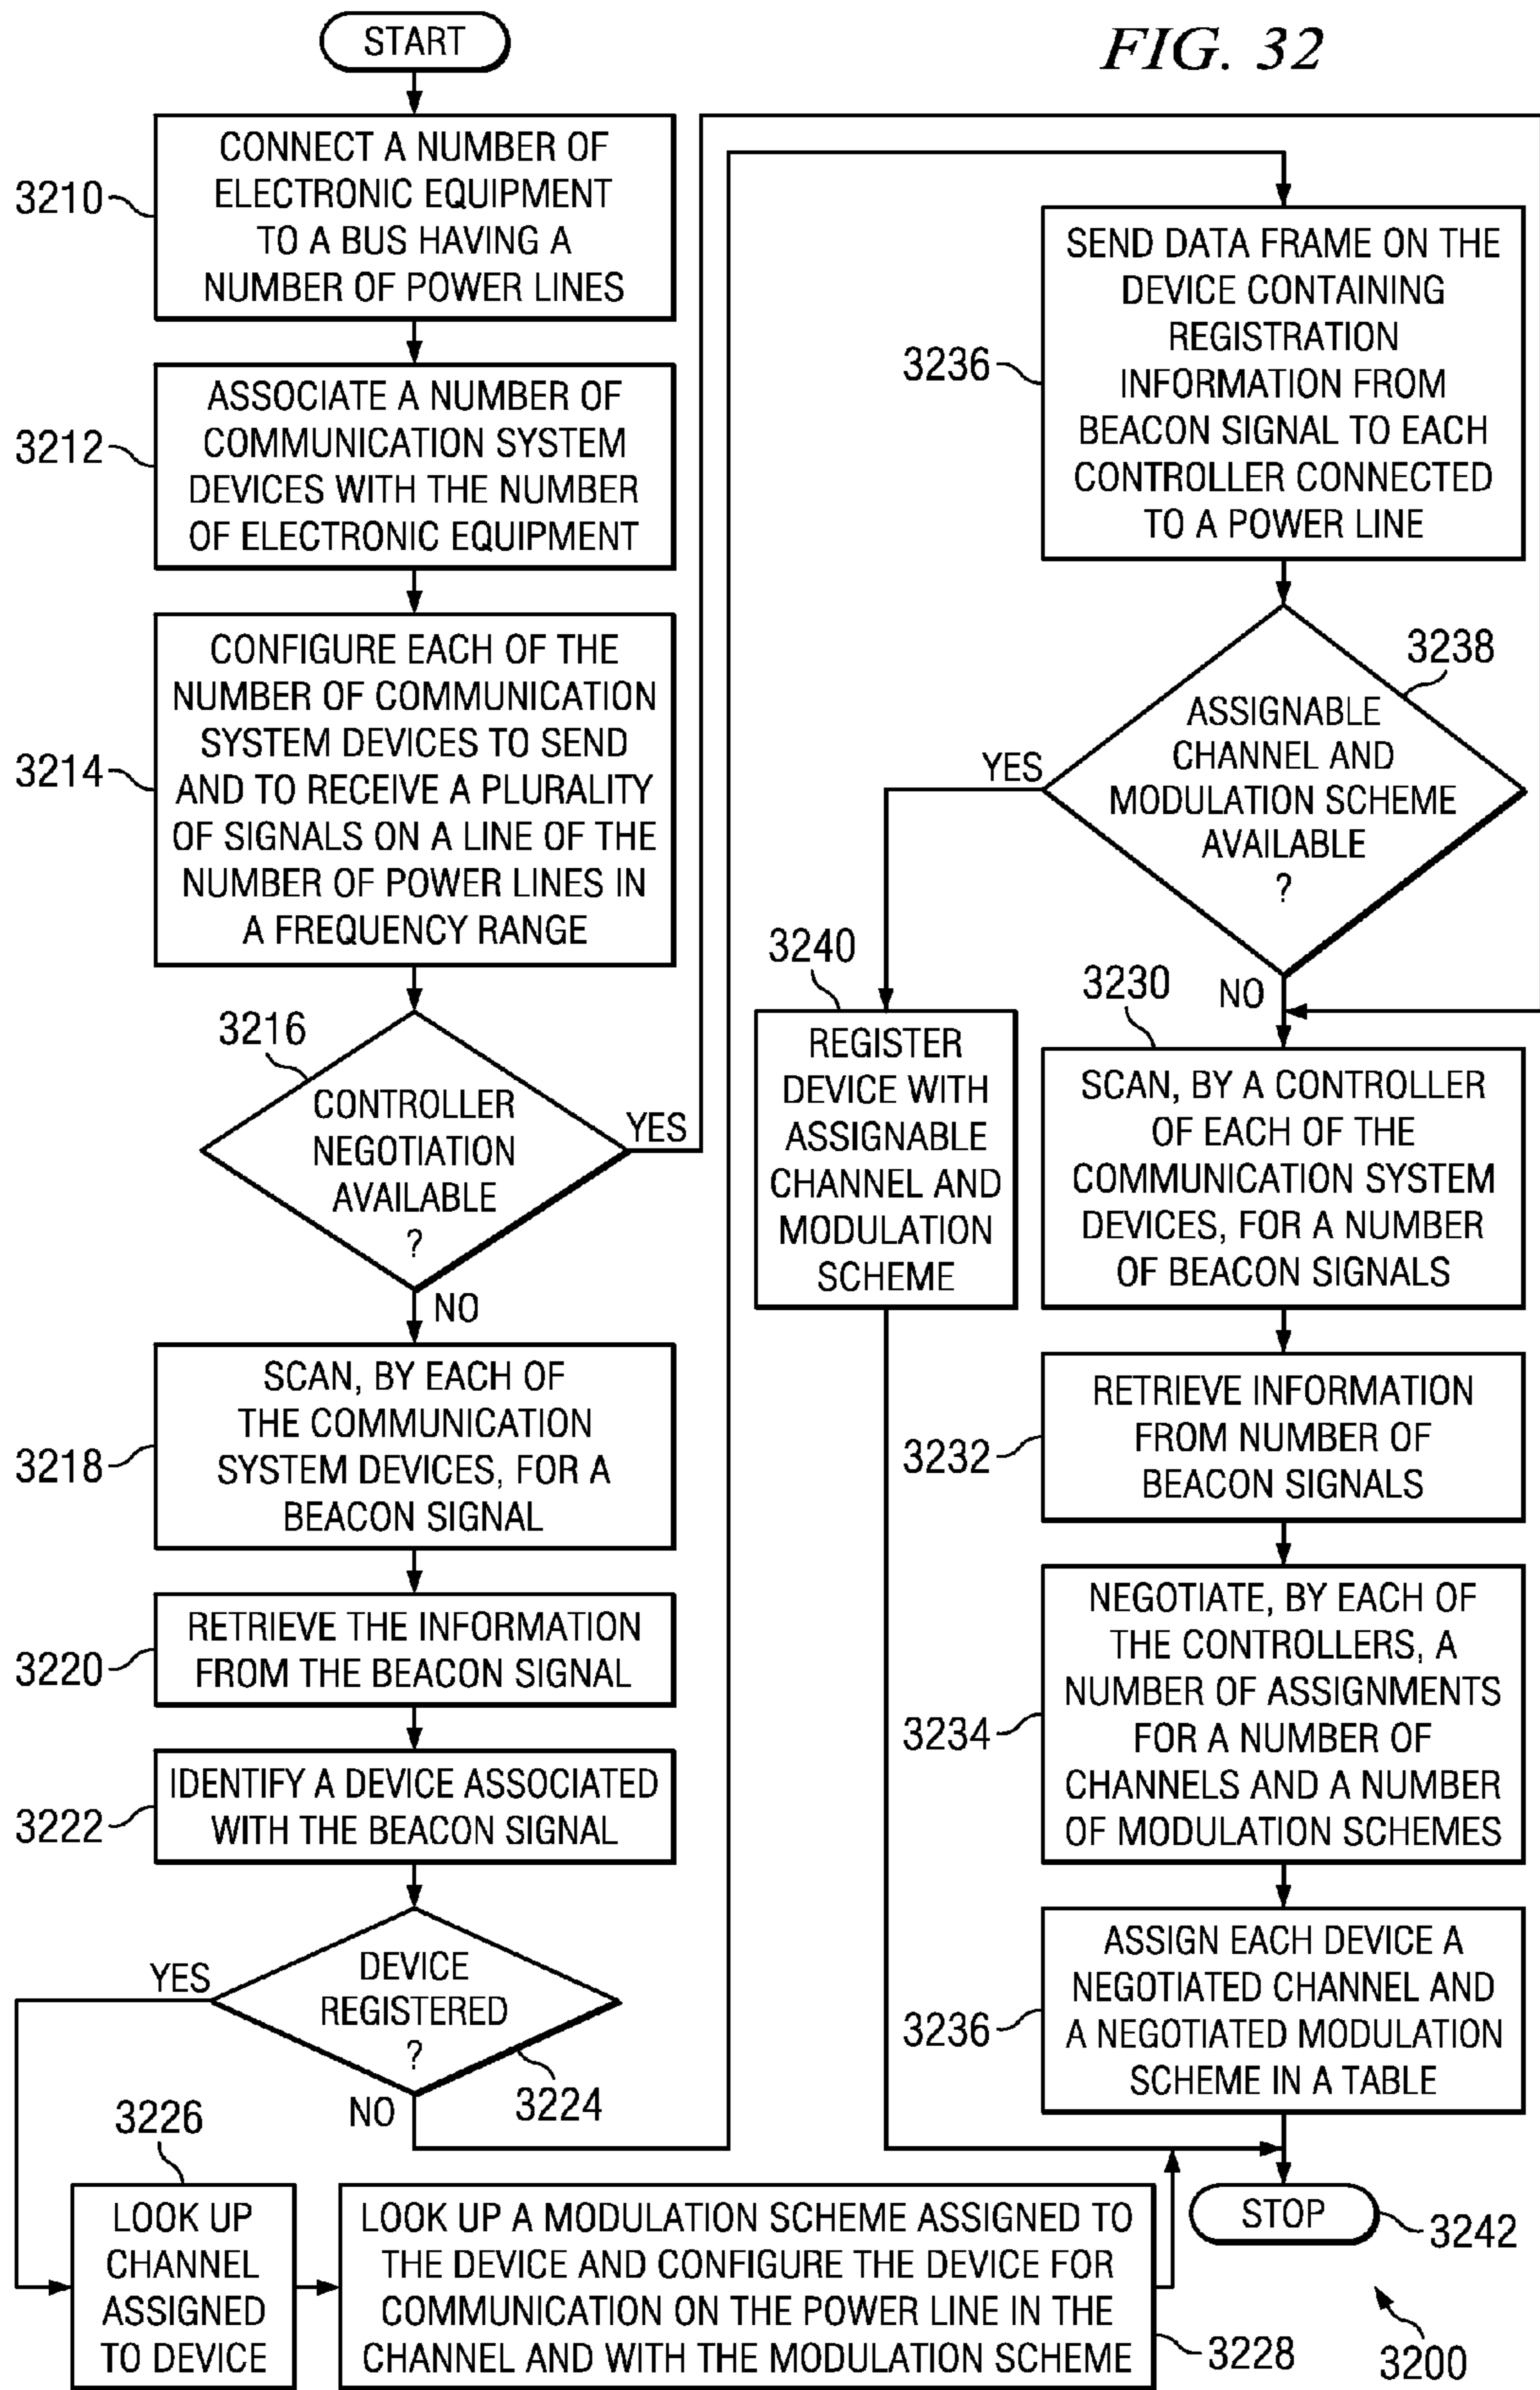 FIG. 32
START
3210
CONNECT A NUMBER OF
ELECTRONIC EQUIPMENT
TO A BUS HAVING A
NUMBER OF POWER LINES
3212
ASSOCIATE A NUMBER OF
COMMUNICATION SYSTEM
DEVICES WITH THE NUMBER
OF ELECTRONIC EQUIPMENT
3214
CONFIGURE EACH OF THE
NUMBER OF COMMUNICATION
SYSTEM DEVICES TO SEND
AND TO RECEIVE A PLURALITY
OF SIGNALS ON A LINE OF THE
NUMBER OF POWER LINES IN
A FREQUENCY RANGE
3216
CONTROLLER
NEGOTIATION
AVAILABLE
?
YES
NO
3218
SCAN, BY EACH OF
THE COMMUNICATION
SYSTEM DEVICES, FOR A
BEACON SIGNAL
3220
RETRIEVE THE INFORMATION
FROM THE BEACON SIGNAL
3222
IDENTIFY A DEVICE ASSOCIATED
WITH THE BEACON SIGNAL
YES
DEVICE
REGISTERED
?
NO
3224
3226
LOOK UP
CHANNEL
ASSIGNED
TO DEVICE
LOOK UP A MODULATION SCHEME ASSIGNED TO
THE DEVICE AND CONFIGURE THE DEVICE FOR
COMMUNICATION ON THE POWER LINE IN THE
CHANNEL AND WITH THE MODULATION SCHEME
3228
3236
SEND DATA FRAME ON THE
DEVICE CONTAINING
REGISTRATION
INFORMATION FROM
BEACON SIGNAL TO EACH
CONTROLLER CONNECTED
TO A POWER LINE
3238
ASSIGNABLE
CHANNEL AND
MODULATION SCHEME
AVAILABLE
?
YES
NO
3240
REGISTER
DEVICE WITH
ASSIGNABLE
CHANNEL AND
MODULATION
SCHEME
3230
SCAN, BY A CONTROLLER
OF EACH OF THE
COMMUNICATION SYSTEM
DEVICES, FOR A NUMBER
OF BEACON SIGNALS
3232
RETRIEVE INFORMATION
FROM NUMBER OF
BEACON SIGNALS
3234
NEGOTIATE, BY EACH OF
THE CONTROLLERS, A
NUMBER OF ASSIGNMENTS
FOR A NUMBER OF
CHANNELS AND A NUMBER
OF MODULATION SCHEMES
3236
ASSIGN EACH DEVICE A
NEGOTIATED CHANNEL AND
A NEGOTIATED MODULATION
SCHEME IN A TABLE
STOP
3242
3200